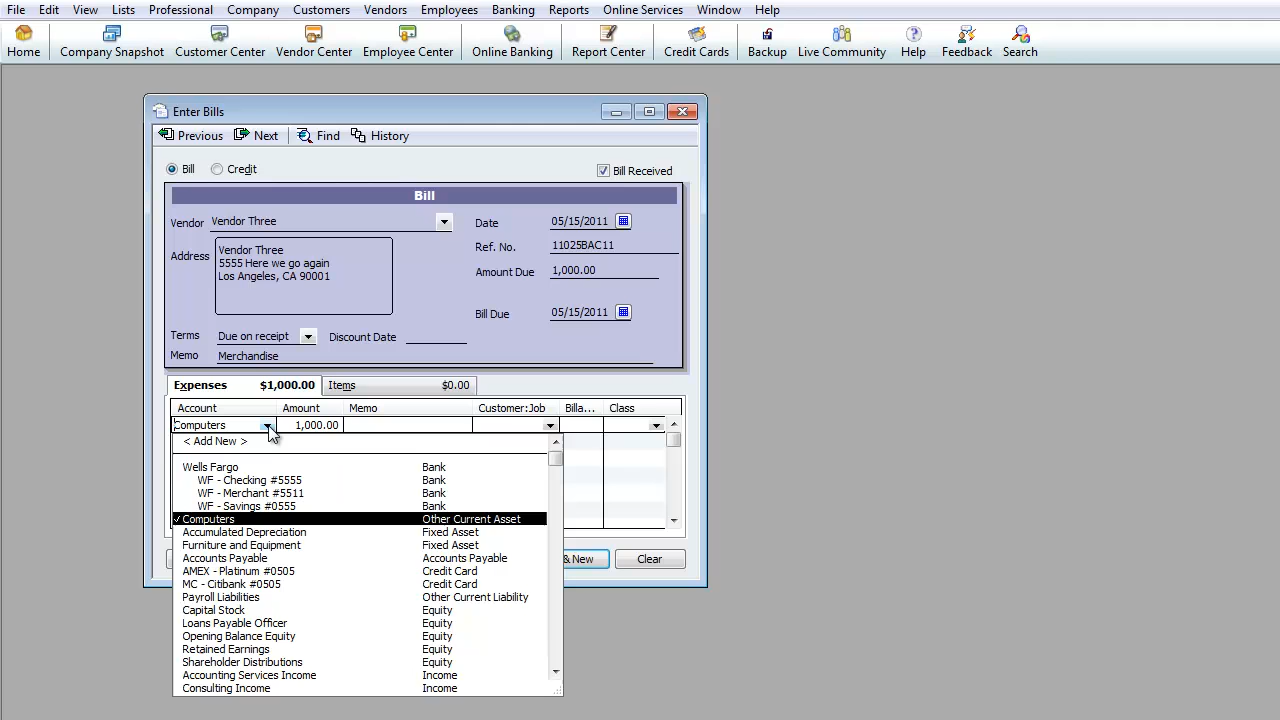 File Edit View Lists Professional Company Customers Vendors Employees Banking Reports Online Services Window Help
Home Company Snapshot Customer Center Vendor Center Employee Center Online Banking Report Center Credit Cards Backup Live Community Help Feedback Search
Enter Bills
Previous Next Find History
Bill Credit Bill Received
Bill
Vendor Vendor Three Date 05/15/2011
Ref. No. 11025BAC11
Address Vendor Three
5555 Here we go again
Los Angeles, CA 90001
Amount Due 1,000.00
Bill Due 05/15/2011
Terms Due on receipt Discount Date
Memo Merchandise
Expenses $1,000.00 Items $0.00
Account Amount Memo Customer:Job Billa... Class
Computers 1,000.00
< Add New >
Wells Fargo Bank
WF - Checking #5555 Bank
WF - Merchant #5511 Bank
WF - Savings #0555 Bank
✓ Computers Other Current Asset
Accumulated Depreciation Fixed Asset
Furniture and Equipment Fixed Asset
Accounts Payable Accounts Payable
& New Clear
AMEX - Platinum #0505 Credit Card
MC - Citibank #0505 Credit Card
Payroll Liabilities Other Current Liability
Capital Stock Equity
Loans Payable Officer Equity
Opening Balance Equity Equity
Retained Earnings Equity
Shareholder Distributions Equity
Accounting Services Income Income
Consulting Income Income